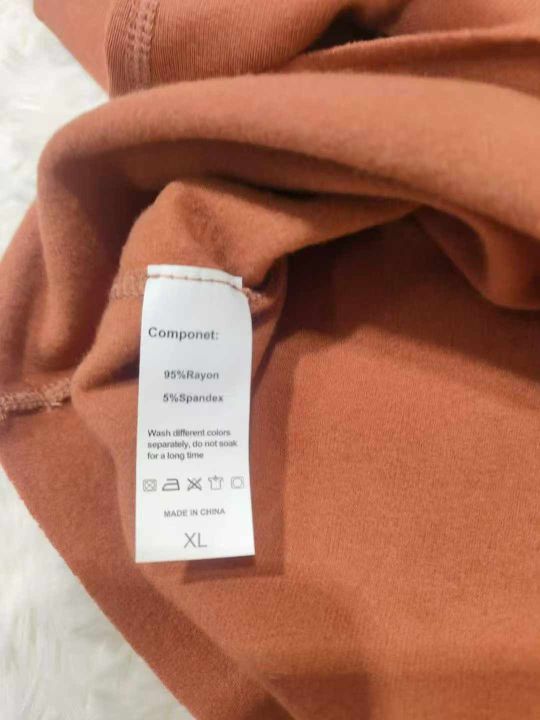 Componet:
95%Rayon
5%Spandex
Wash different colors
separately, do not soak
for a long time
MADE IN CHINA
XL